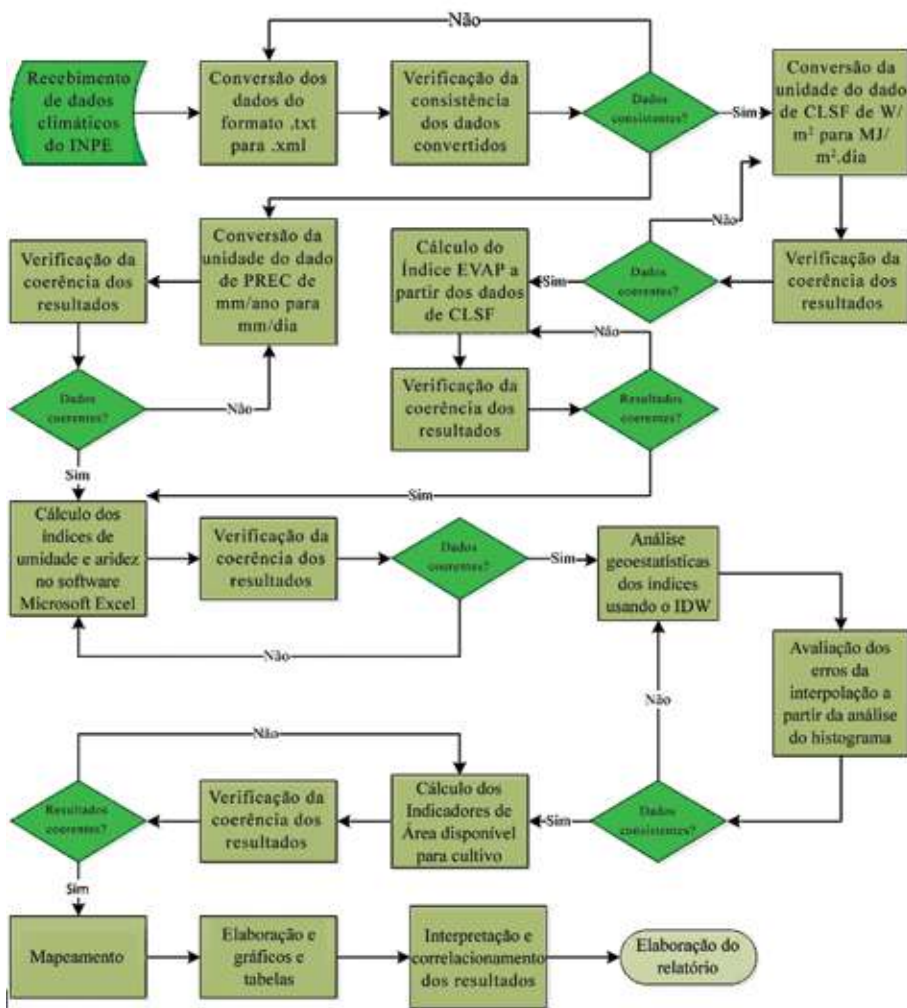 Não
Recebimento
de dados
climáticos
do INPE
Conversão dos
dados do
formato .txt
para .xml
Verificação da
consistência
dos dados
convertidos
Dados
consistentes?
Sim
Conversão da
unidade do dado
de CLSF de W/
m² para MJ/
m².dia
Verificação da
coerência dos
resultados
Conversão da
unidade do dado
de PREC de
mm/ano para
mm/dia
Cálculo do
Índice EVAP a
partir dos dados
de CLSF
Sim
Dados
coerentes?
Não
Verificação da
coerência dos
resultados
Dados
coerentes?
Não
Verificação da
coerência dos
resultados
Não
Resultados
coerentes?
Sim
Sim
Cálculo dos
índices de
umidade e aridez
no software
Microsoft Excel
Verificação da
coerência dos
resultados
Dados
coerentes?
Sim
Análise
geoestatísticas
dos índices
usando o IDW
Não
Avaliação dos
erros da
interpolação a
partir da análise
do histograma
Não
Não
Resultados
coerentes?
Verificação da
coerência dos
resultados
Cálculo dos
Indicadores de
Área disponível
para cultivo
Sim
Dados
consistentes?
Sim
Mapeamento
Elaboração e
gráficos e
tabelas
Interpretação e
correlacionamento
dos resultados
Elaboração do
relatório